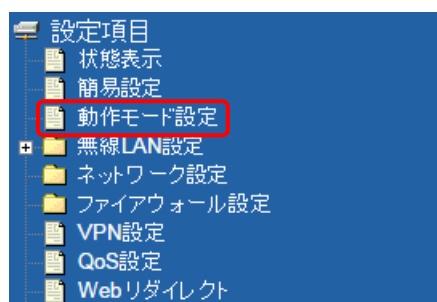 設定項目
状態表示
簡易設定
動作モード設定
無線LAN設定
ネットワーク設定
ファイアウォール設定
VPN設定
QoS設定
Webリダイレクト